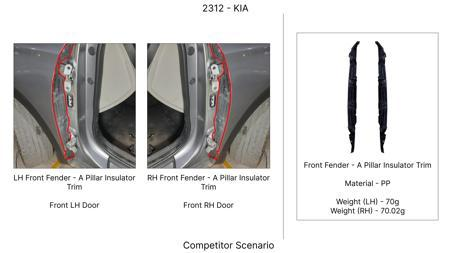 2312 - KIA
LH Front Fender - A Pillar Insulator
Trim
Front LH Door
RH Front Fender - A Pillar Insulator
Trim
Front RH Door
Front Fender - A Pillar Insulator Trim
Material - PP
Weight (LH) - 70g
Weight (RH) - 70.02g
Competitor Scenario